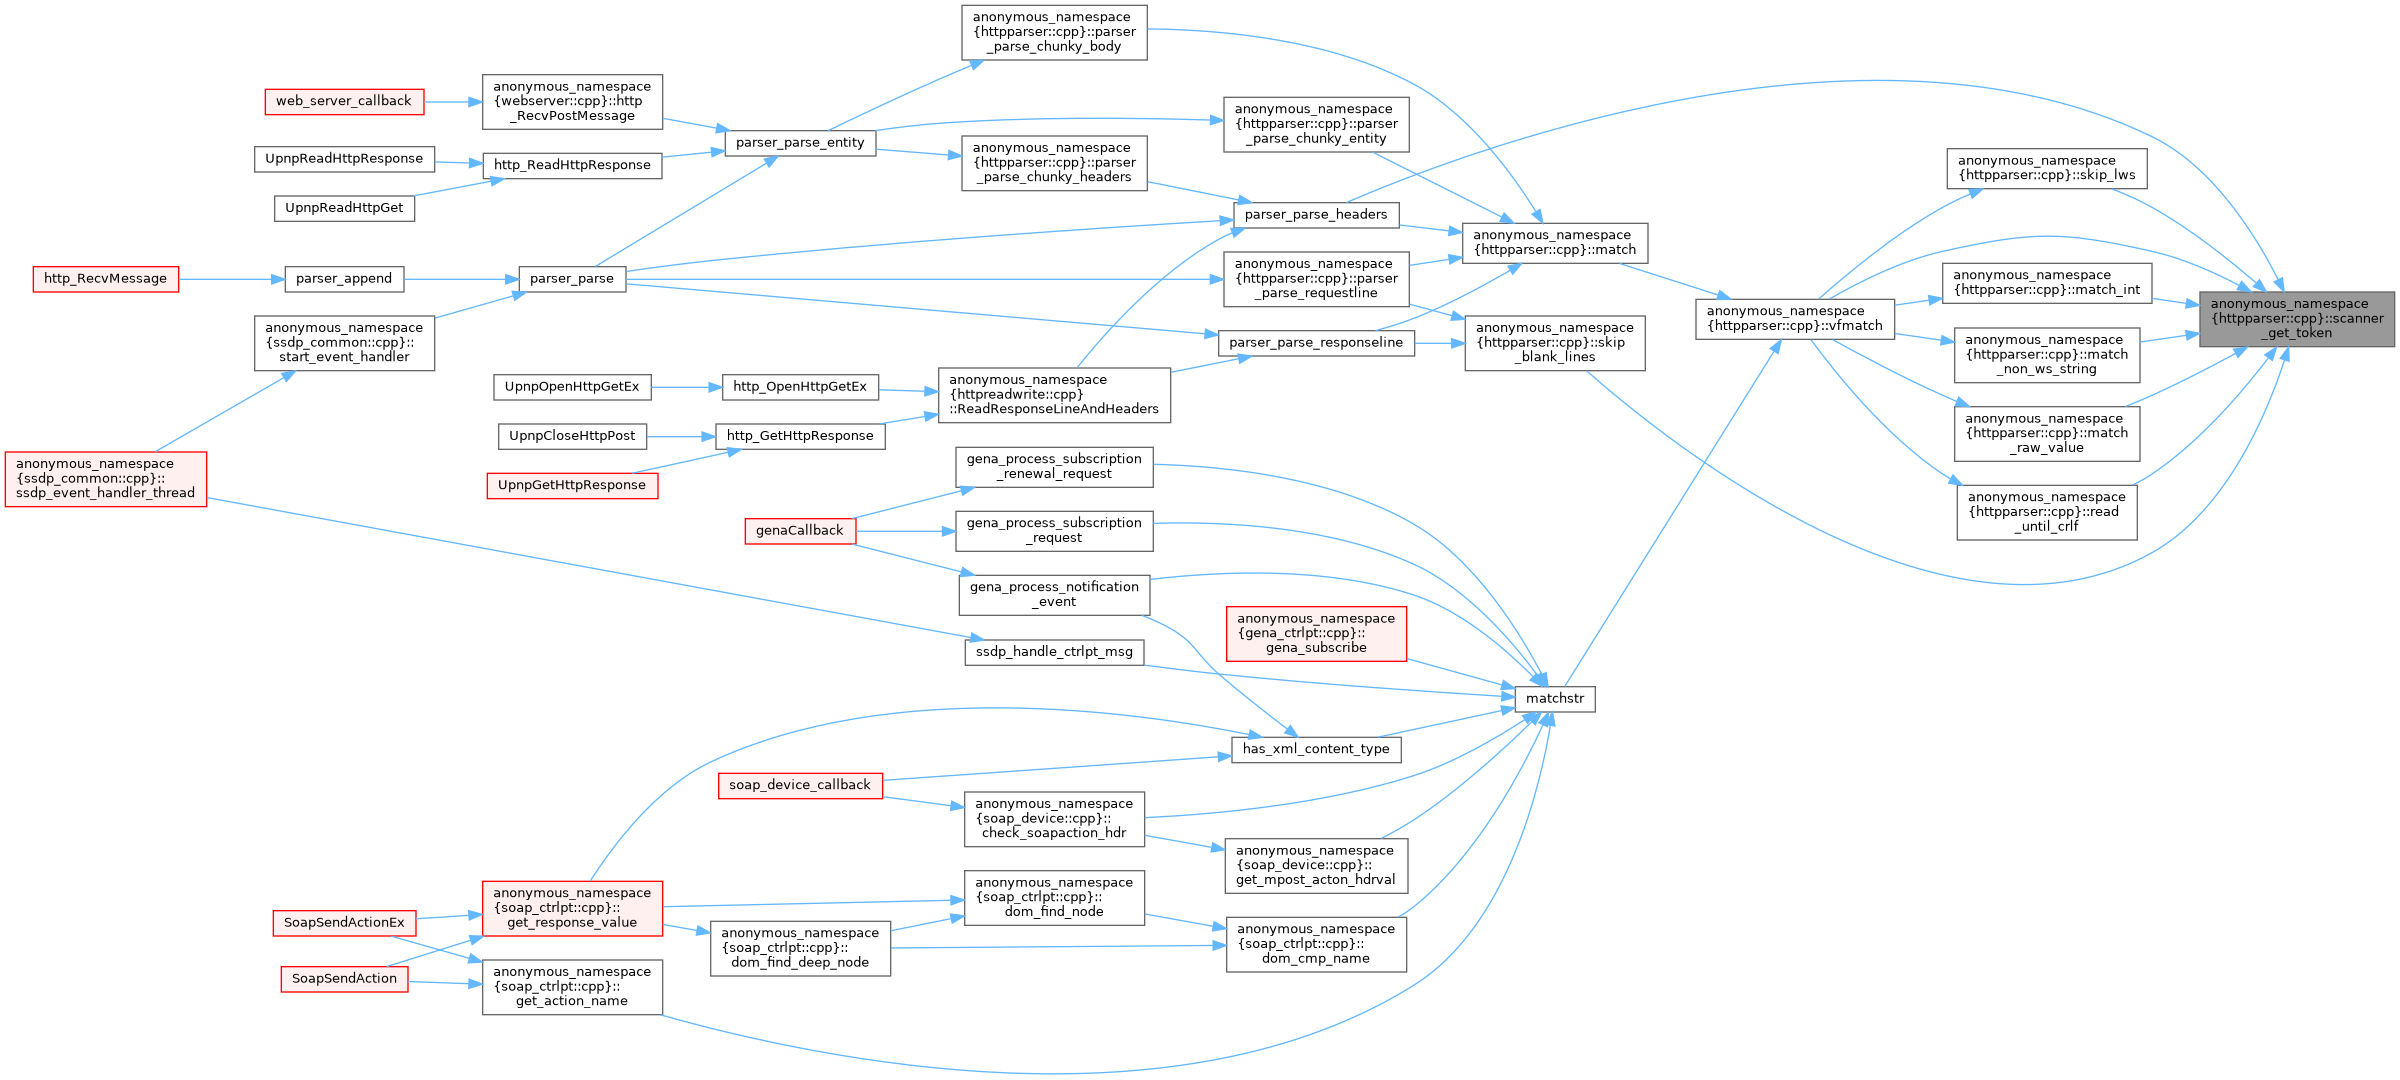 anonymous_namespace
{httpparser::cpp}::parser
_parse_chunky_body
anonymous_namespace
{webserver::cpp}::http
_RecvPostMessage
web_server_callback
anonymous_namespace
{httpparser::cpp}::parser
_parse_chunky_entity
parser_parse_entity
anonymous_namespace
{httpparser::cpp}::parser
_parse_chunky_headers
UpnpReadHttpResponse
http_ReadHttpResponse
UpnpReadHttpGet
anonymous_namespace
{httpparser::cpp}::skip_lws
parser_parse_headers
anonymous_namespace
{httpparser::cpp}::match
http_RecvMessage
parser_append
parser_parse
anonymous_namespace
{httpparser::cpp}::parser
_parse_requestline
anonymous_namespace
{httpparser::cpp}::match_int
anonymous_namespace
{httpparser::cpp}::scanner
_get_token
anonymous_namespace
{httpparser::cpp}::vfmatch
anonymous_namespace
{ssdp_common::cpp}::
start_event_handler
parser_parse_responseline
anonymous_namespace
{httpparser::cpp}::skip
_blank_lines
anonymous_namespace
{httpparser::cpp}::match
_non_ws_string
UpnpOpenHttpGetEx
http_OpenHttpGetEx
anonymous_namespace
{httpreadwrite::cpp}
::ReadResponseLineAndHeaders
anonymous_namespace
{httpparser::cpp}::match
_raw_value
UpnpCloseHttpPost
http_GetHttpResponse
anonymous_namespace
{ssdp_common::cpp}::
ssdp_event_handler_thread
UpnpGetHttpResponse
gena_process_subscription
_renewal_request
anonymous_namespace
{httpparser::cpp}::read
_until_crlf
genaCallback
gena_process_subscription
_request
gena_process_notification
_event
anonymous_namespace
{gena_ctrlpt::cpp}::
gena_subscribe
ssdp_handle_ctrlpt_msg
matchstr
has_xml_content_type
soap_device_callback
anonymous_namespace
{soap_device::cpp}::
check_soapaction_hdr
anonymous_namespace
{soap_device::cpp}::
get_mpost_acton_hdrval
anonymous_namespace
{soap_ctrlpt::cpp}::
get_response_value
anonymous_namespace
{soap_ctrlpt::cpp}::
dom_find_node
SoapSendActionEx
anonymous_namespace
{soap_ctrlpt::cpp}::
dom_find_deep_node
anonymous_namespace
{soap_ctrlpt::cpp}::
dom_cmp_name
SoapSendAction
anonymous_namespace
{soap_ctrlpt::cpp}::
get_action_name